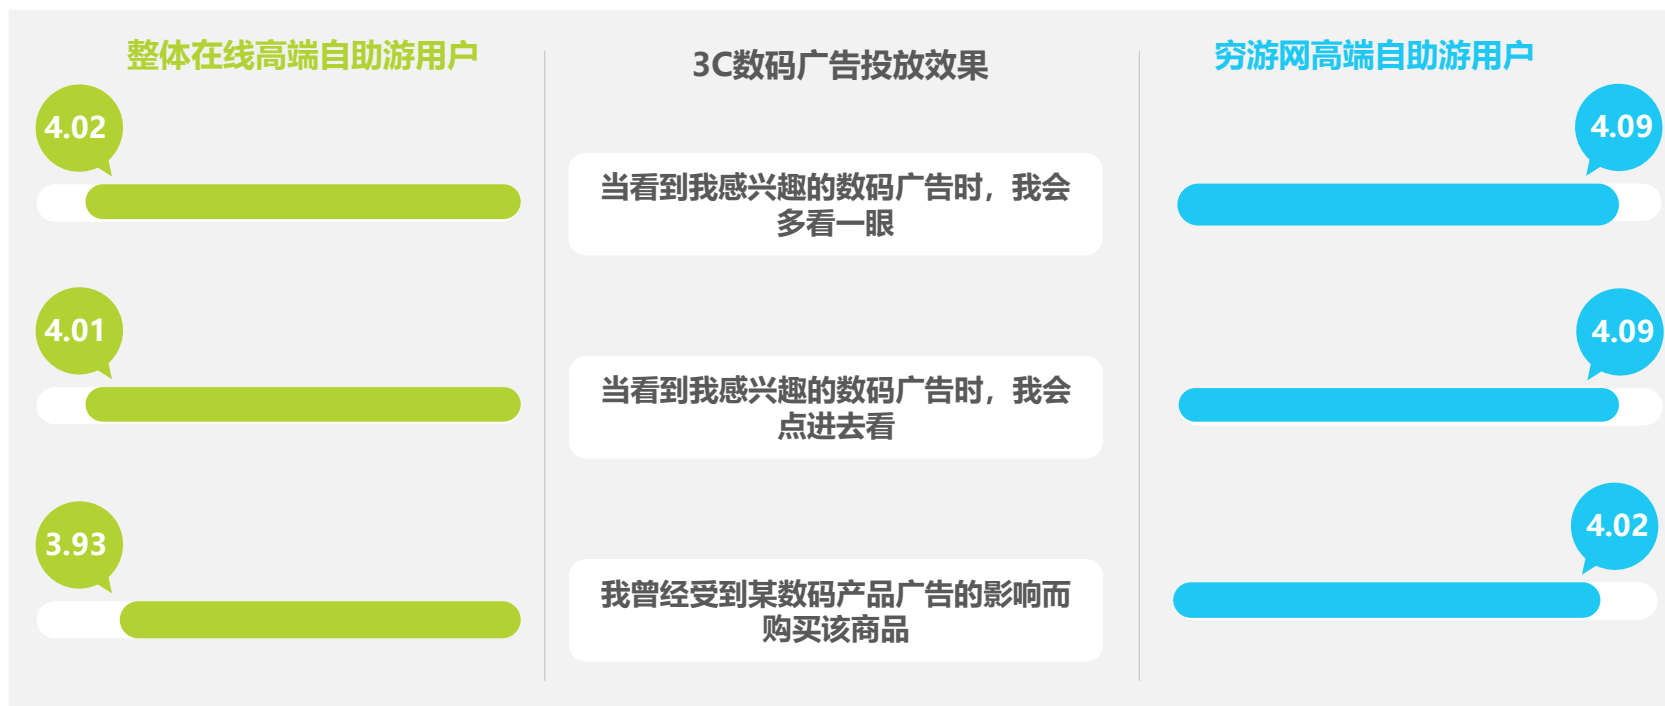 整体在线高端自助游用户
3C数码广告投放效果
穷游网高端自助游用户
4.02
当看到我感兴趣的数码广告时，我会
多看一眼
4.09
4.01
当看到我感兴趣的数码广告时，我会
点进去看
4.09
3.93
我曾经受到某数码产品广告的影响而
购买该商品
4.02